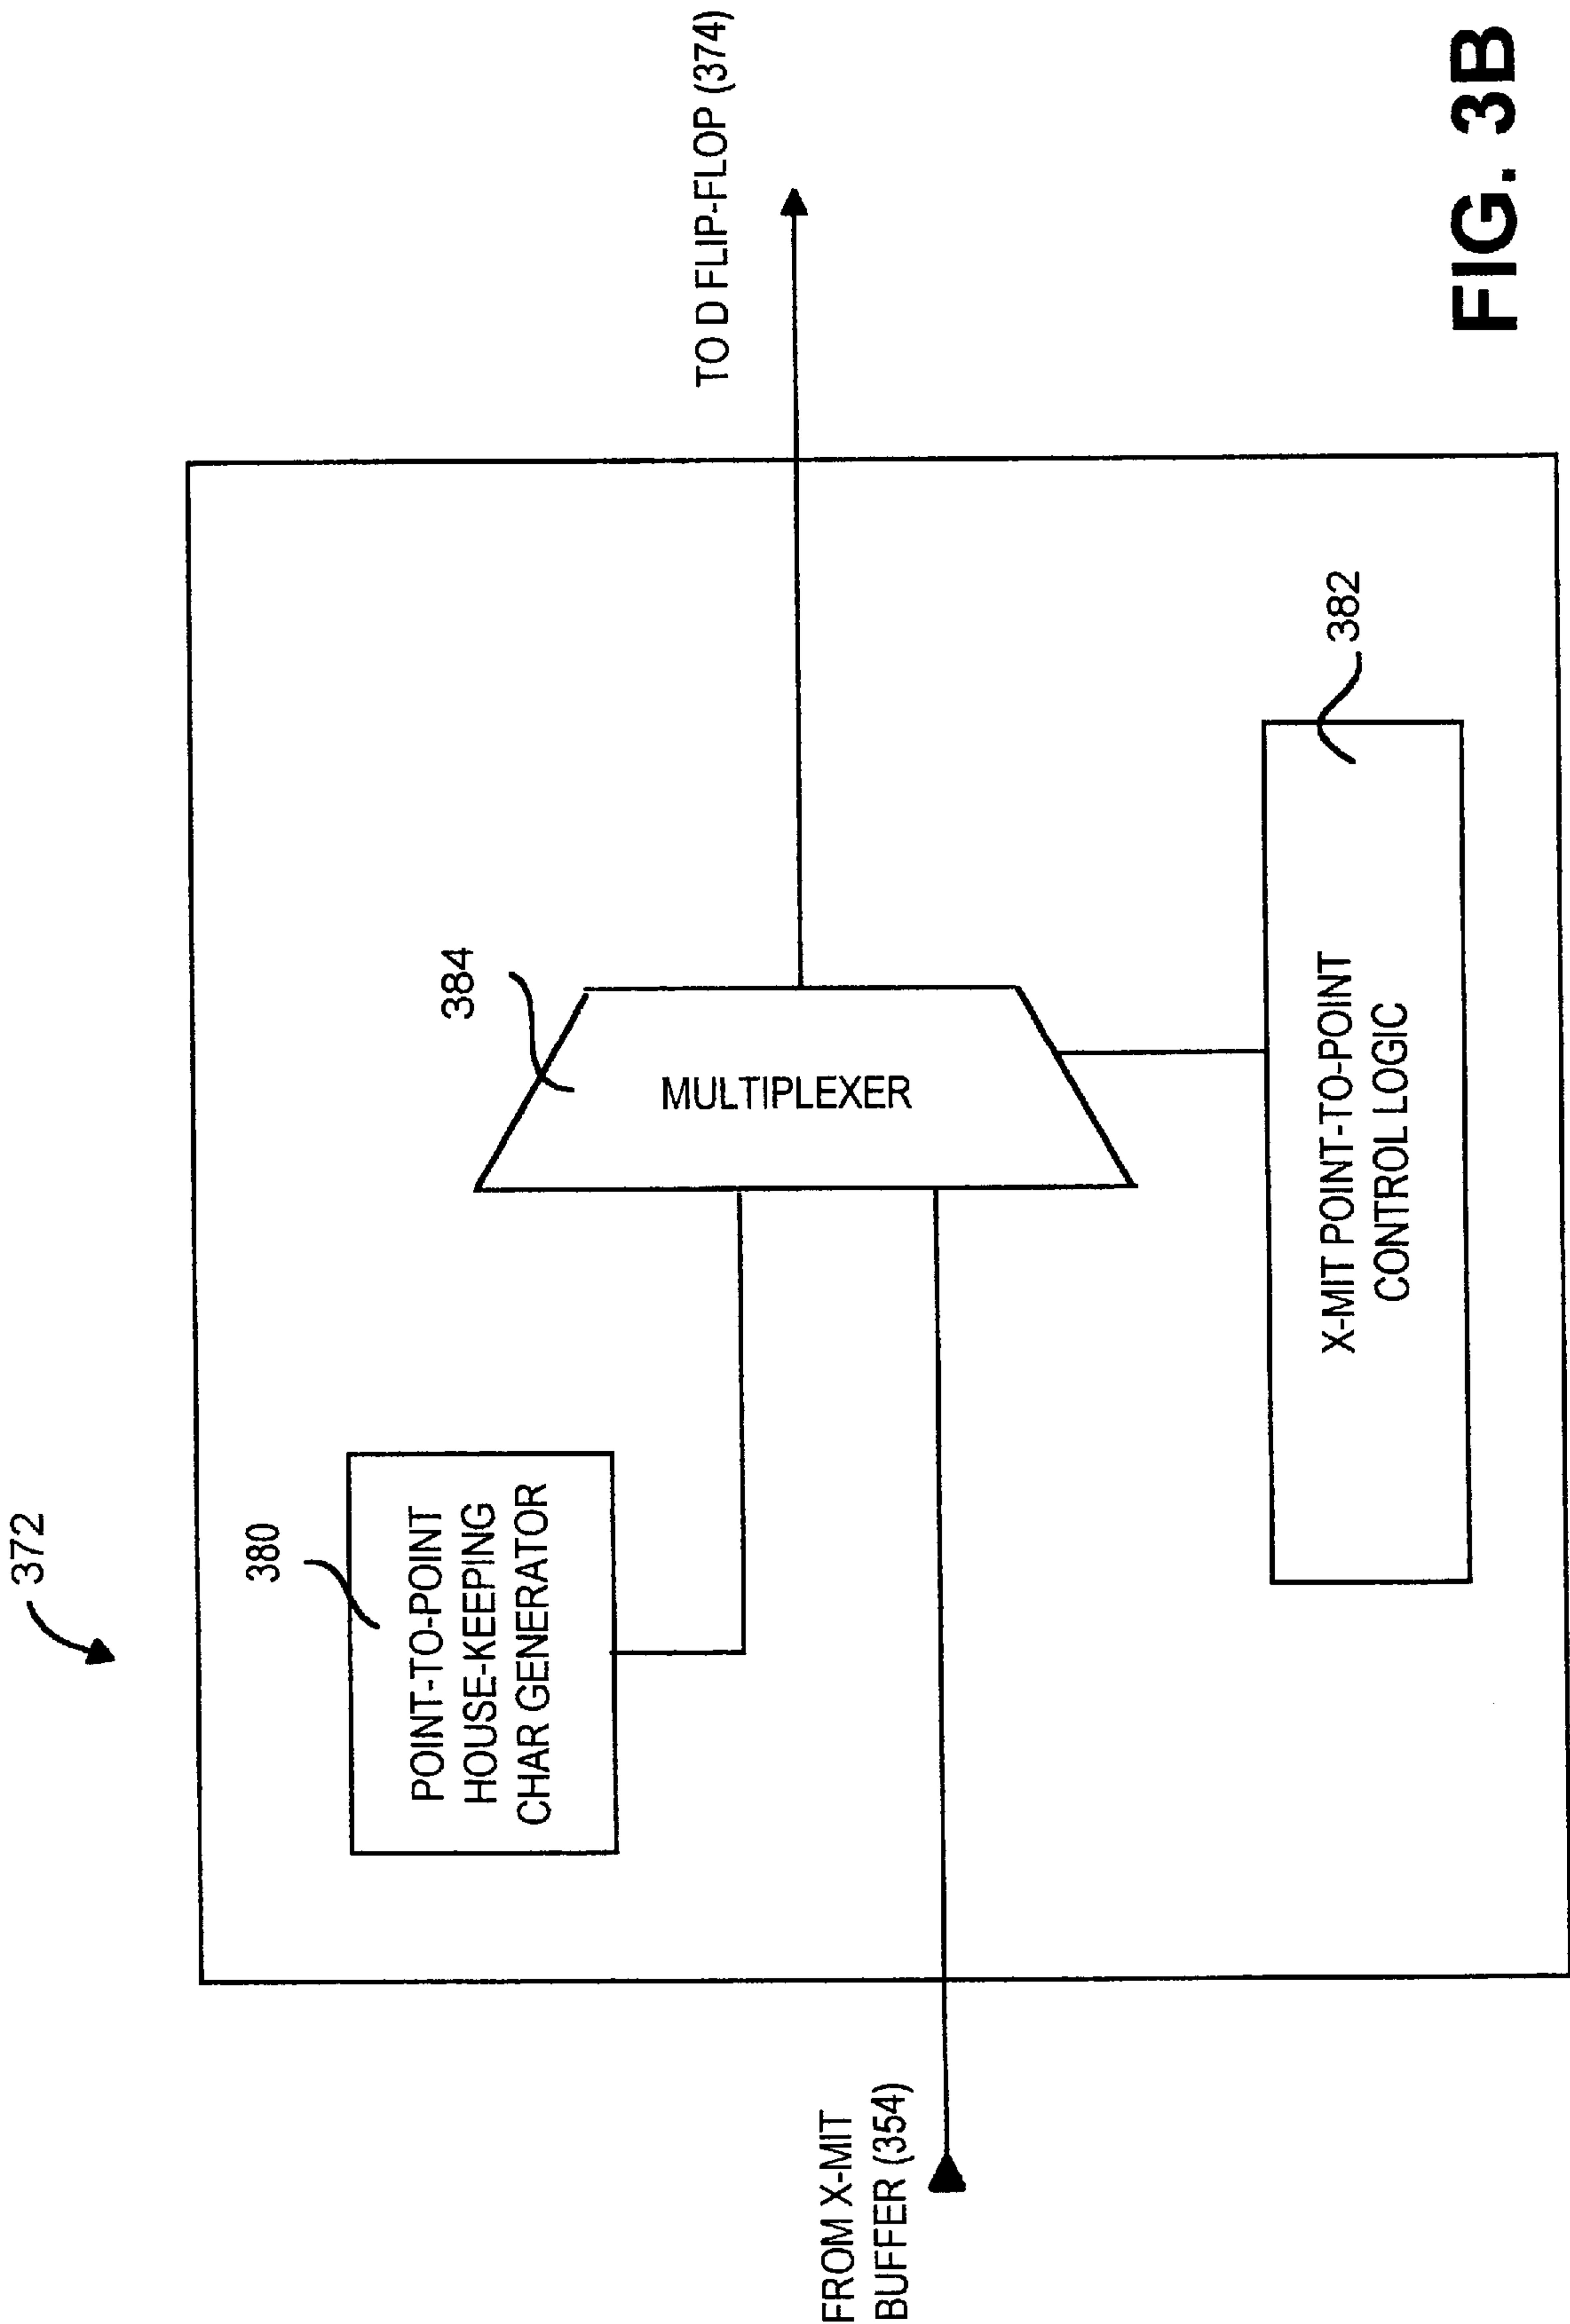 372
380
POINT-TO-POINT
HOUSE-KEEPING
CHAR GENERATOR
384
MULTIPLEXER
TO D FLIP-FLOP (374)
FROM X-MIT
BUFFER (354)
382
X-MIT POINT-TO-POINT
CONTROL LOGIC
FIG. 3B